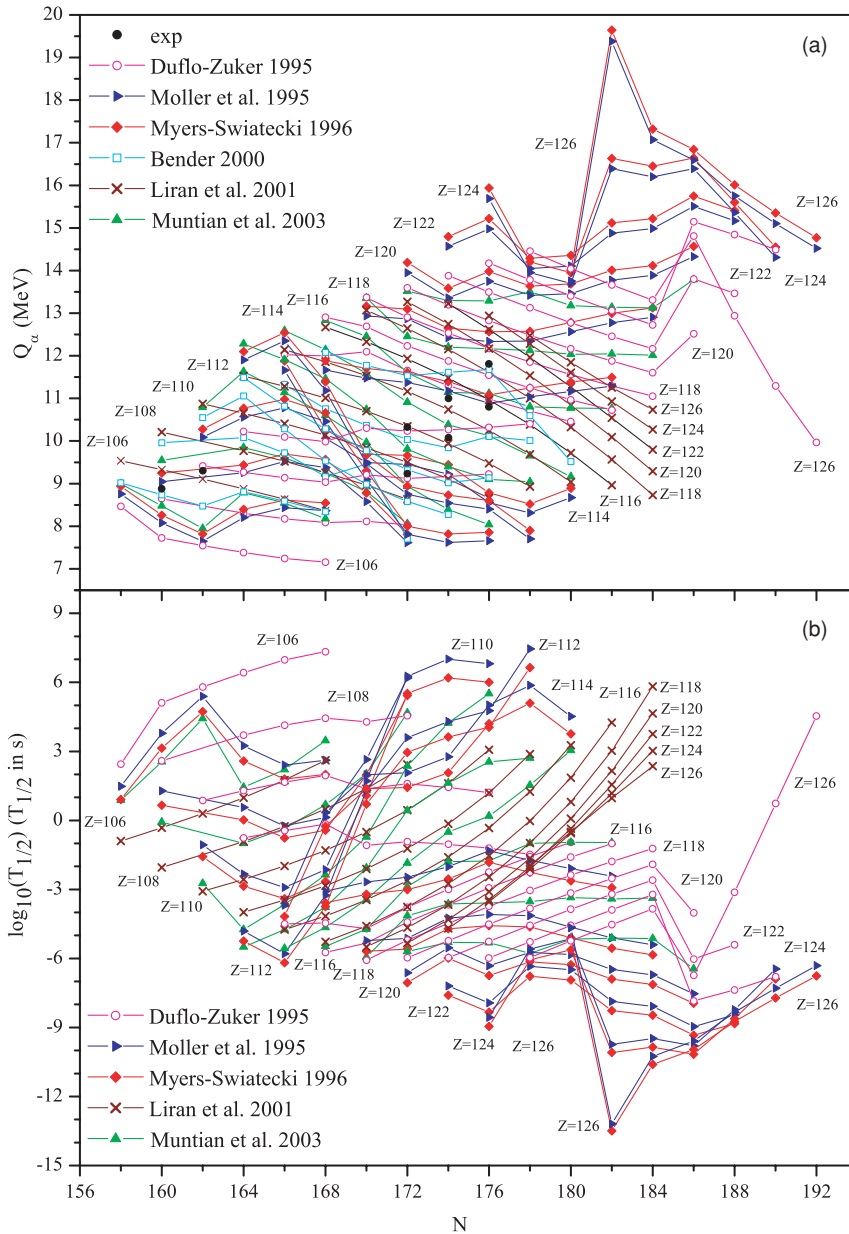 (a)
exp
Duflo-Zuker 1995
Moller et al. 1995
Myers-Swiatecki 1996
Bender 2000
Liran et al. 2001
Muntian et al. 2003
20
19
18
17
16
15
14
13
12
11
10
9
8
7
Qα (MeV)
Z=126
Z=124
Z=122
Z=120
Z=118
Z=116
Z=114
Z=112
Z=110
Z=108
Z=106
Z=126
Z=124
Z=122
Z=120
Z=118
Z=126
Z=124
Z=122
Z=120
Z=118
Z=126
Z=116
Z=114
Z=106
(b)
9
6
3
0
-3
-6
-9
-12
-15
log10(T1/2) (T1/2 in s)
Z=106
Z=110
Z=112
Z=108
Z=114
Z=116
Z=118
Z=120
Z=122
Z=124
Z=126
Z=126
Z=106
Z=116
Z=118
Z=108
Z=120
Z=110
Z=122
Z=124
Z=112
Z=116
Z=118
Z=120
Z=126
Z=122
Z=124
Z=126
Z=126
Duflo-Zuker 1995
Moller et al. 1995
Myers-Swiatecki 1996
Liran et al. 2001
Muntian et al. 2003
156 160 164 168 172 176 180 184 188 192
N